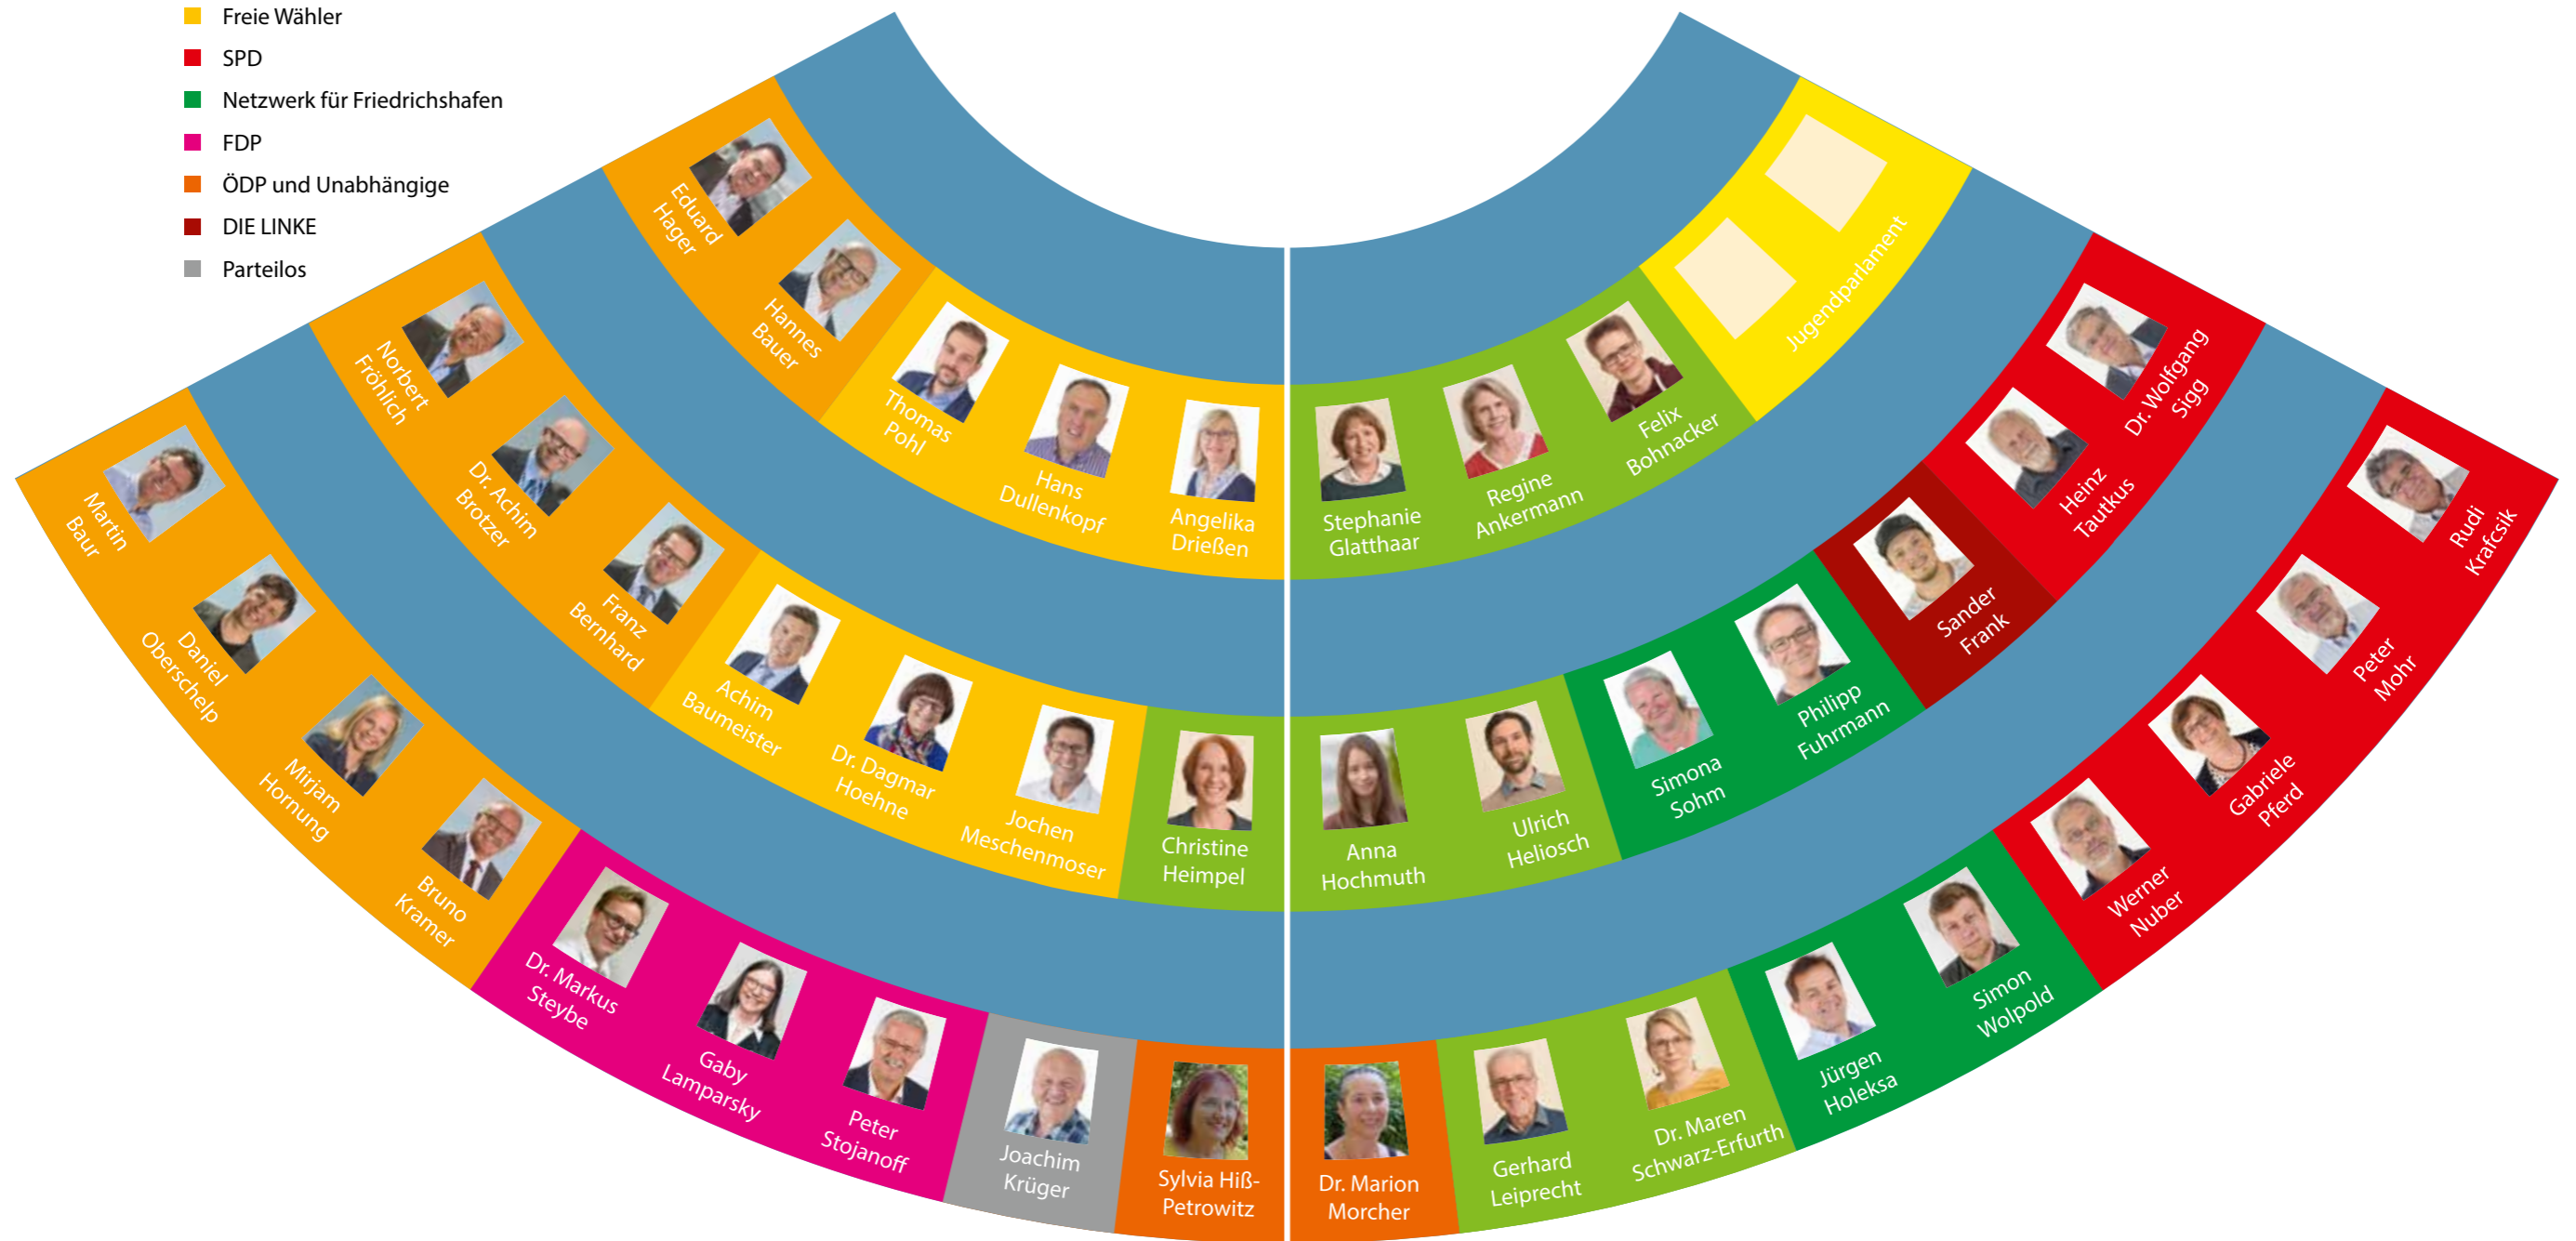 Freie Wähler
SPD
Netzwerk für Friedrichshafen
FDP
ÖDP und Unabhängige
DIE LINKE
Parteilos
Eduard
Hager
Hannes
Bauer
Thomas
Pohl
Hans
Dullenkopf
Angelika
Drießen
Stephanie
Glatthaar
Regine
Ankermann
Felix
Bohnacker
Jugendparlament
Norbert
Fröhlich
Dr. Achim
Brotzer
Franz
Bernhard
Achim
Baumeister
Dr. Dagmar
Hoehne
Jochen
Meschenmoser
Christine
Heimpel
Anna
Hochmuth
Ulrich
Heliosch
Simona
Sohm
Philipp
Fuhrmann
Sander
Frank
Heinz
Tautkus
Dr. Wolfgang
Sigg
Martin
Baur
Daniel
Oberschelp
Mirjam
Hornung
Bruno
Kramer
Dr. Markus
Steybe
Gaby
Lamparsky
Peter
Stojanoff
Joachim
Krüger
Sylvia Hiß-
Petrowitz
Dr. Marion
Morcher
Gerhard
Leiprecht
Dr. Maren
Schwarz-Erfurth
Jürgen
Holeksa
Simon
Wolpold
Werner
Nuber
Gabriele
Pferd
Peter
Mohr
Rudi
Krafcsik